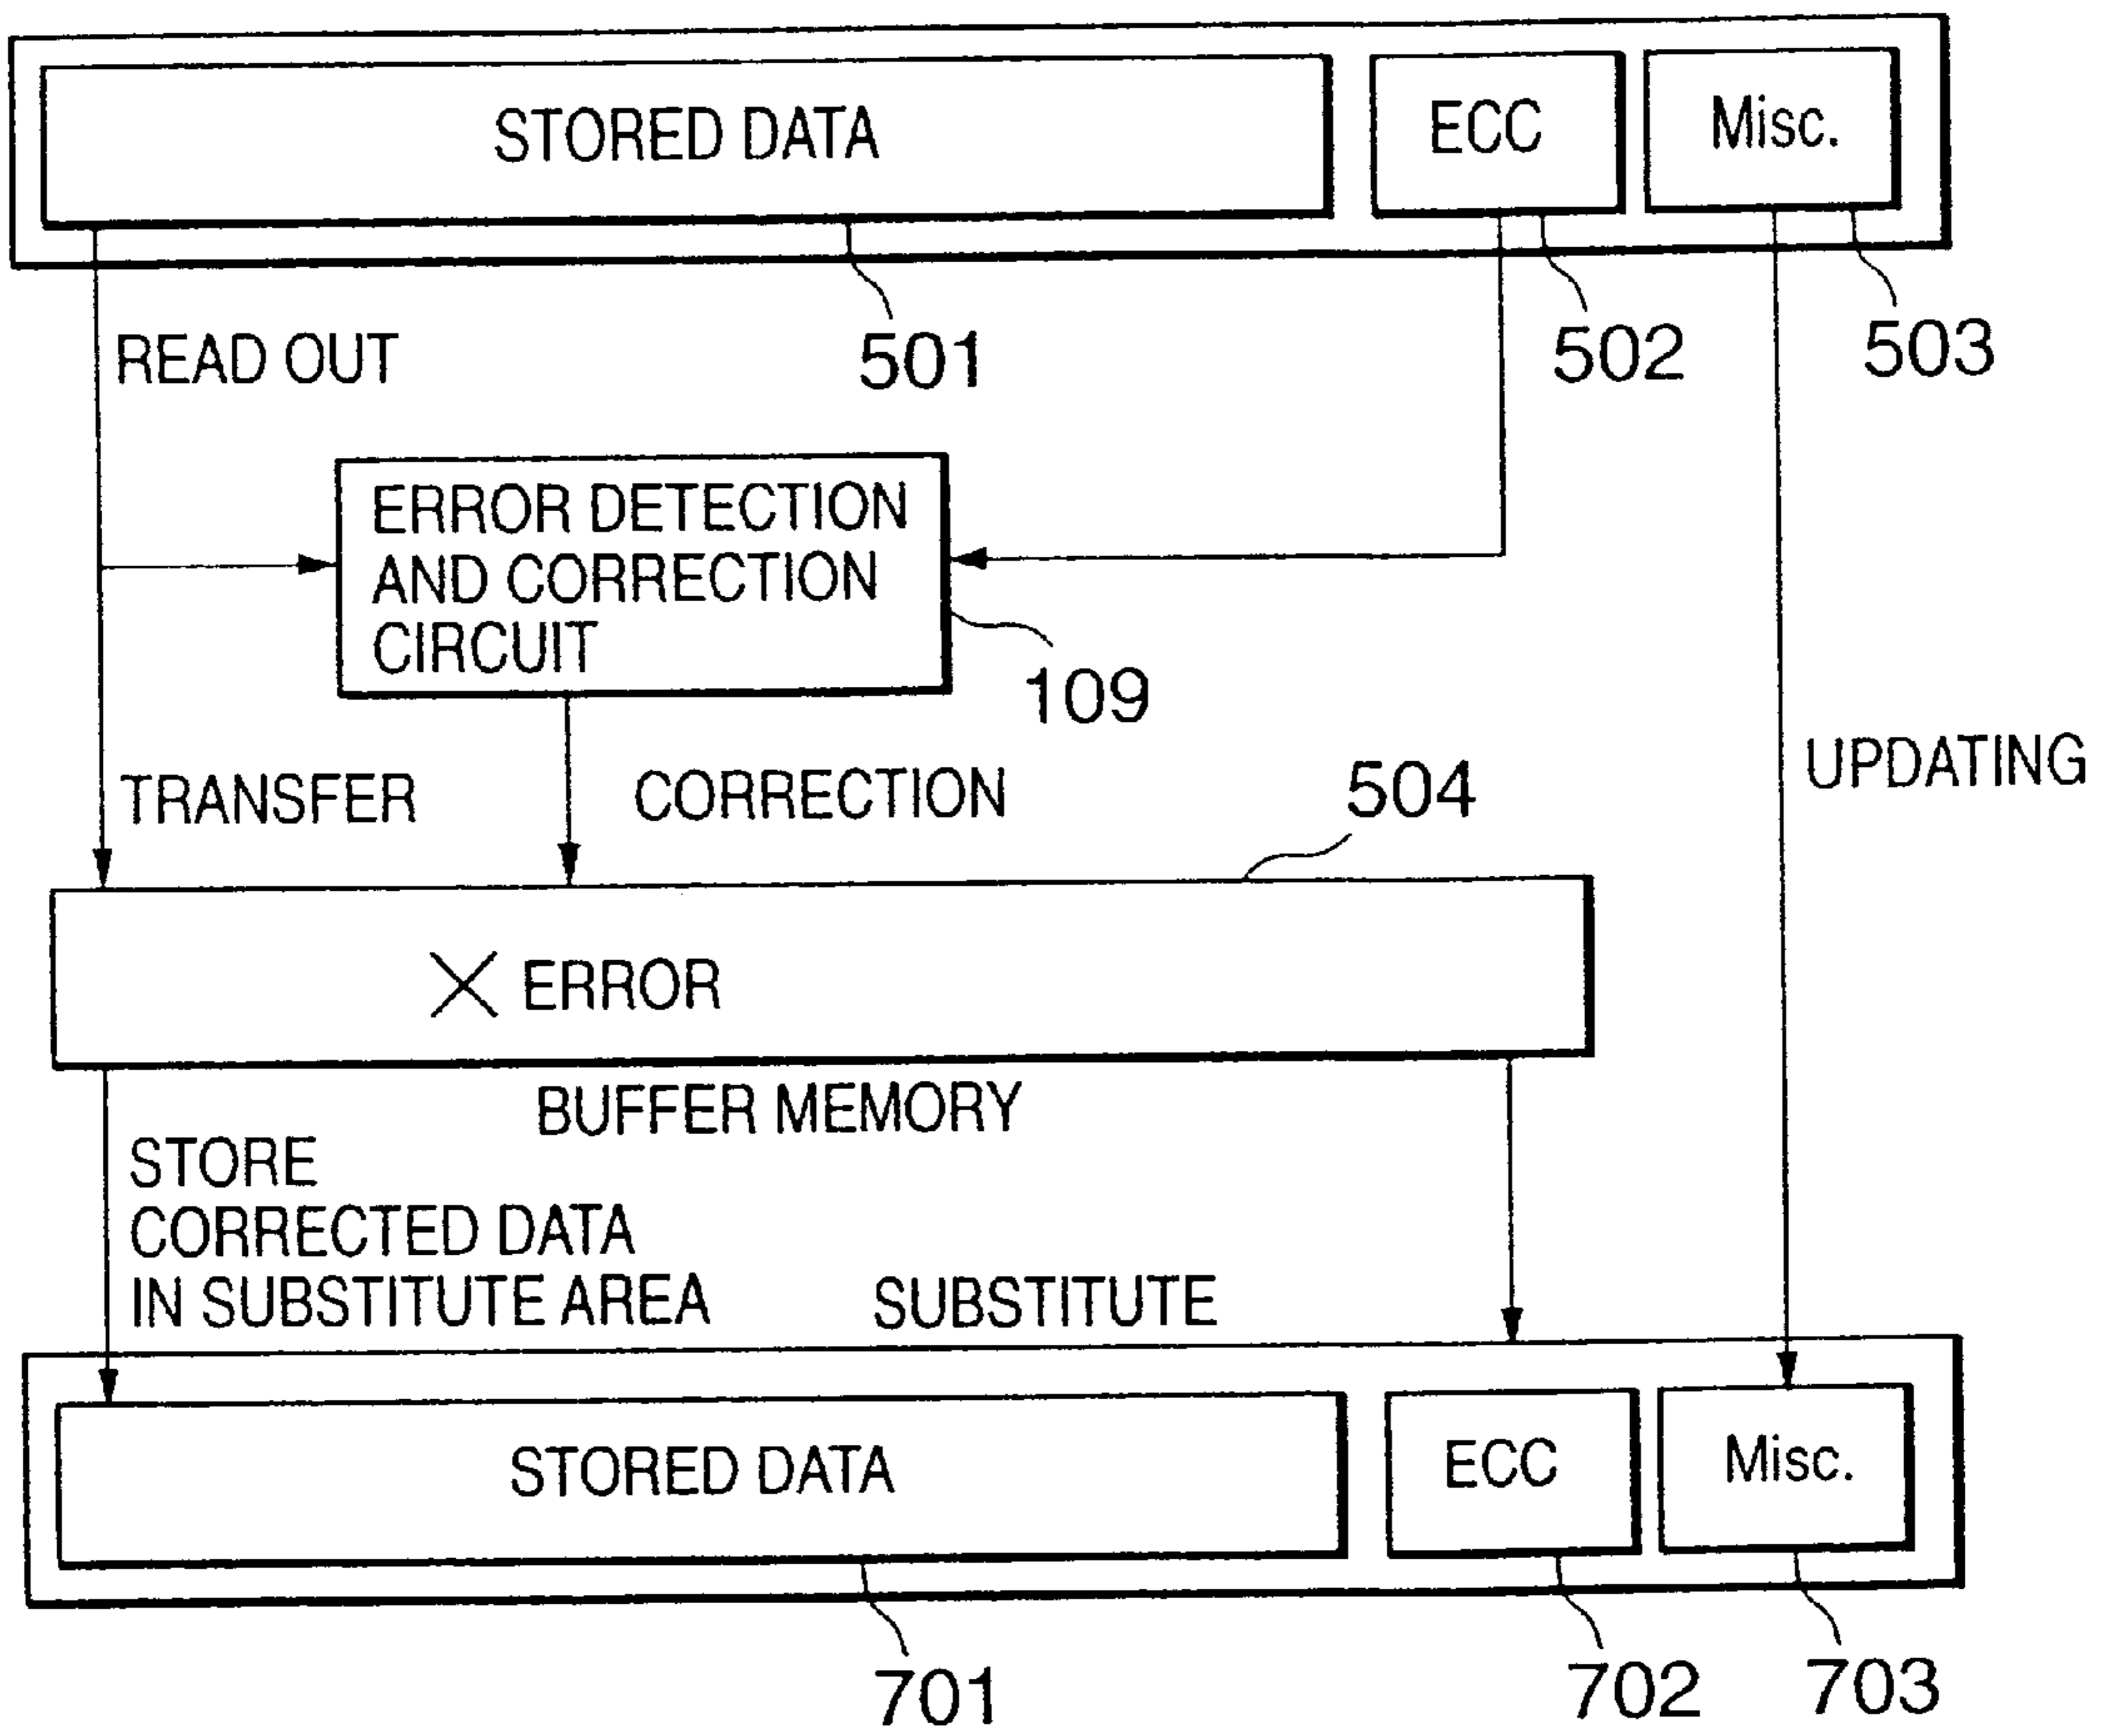 STORED DATA
ECC
Misc.
501
502
503
READ OUT
ERROR DETECTION
AND CORRECTION
CIRCUIT
109
TRANSFER
CORRECTION
504
UPDATING
ERROR
BUFFER MEMORY
STORE
CORRECTED DATA
IN SUBSTITUTE AREA
SUBSTITUTE
STORED DATA
ECC
Misc.
701
702
703